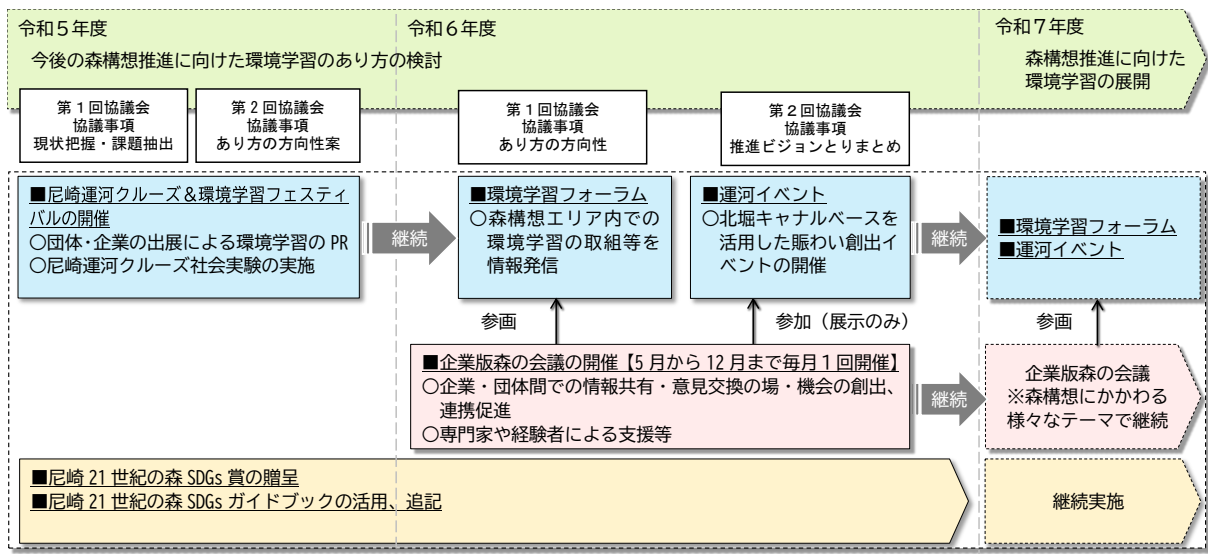 令和5年度
今後の森構想推進に向けた環境学習のあり方の検討
令和6年度
令和7年度
森構想推進に向けた
環境学習の展開
第1回協議会
協議事項
現状把握・課題抽出
第2回協議会
協議事項
あり方の方向性案
第1回協議会
協議事項
あり方の方向性
第2回協議会
協議事項
推進ビジョンとりまとめ
■尼崎運河クルーズ&環境学習フェスティ
バルの開催
○団体・企業の出展による環境学習のPR
○尼崎運河クルーズ社会実験の実施
継続
■環境学習フォーラム
○森構想エリア内での
環境学習の取組等を
情報発信
■運河イベント
○北堀キャナルベースを
活用した賑わい創出イ
ベントの開催
継続
■環境学習フォーラム
■運河イベント
参画
参加(展示のみ)
参画
■企業版森の会議の開催【5月から12月まで毎月1回開催】
○企業・団体間での情報共有・意見交換の場・機会の創出、
連携促進
○専門家や経験者による支援等
継続
企業版森の会議
※森構想にかかわる
様々なテーマで継続
■尼崎21世紀の森SDGs賞の贈呈
■尼崎21世紀の森SDGsガイドブックの活用、追記
継続実施